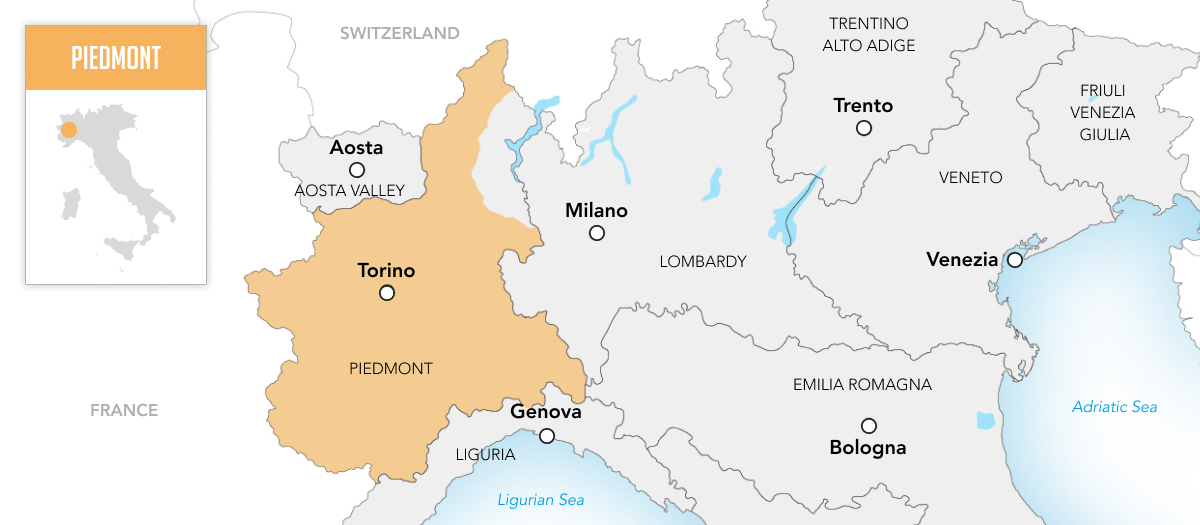 PIEDMONT
SWITZERLAND
TRENTINO
ALTO ADIGE
FRIULI
VENEZIA
GIULIA
Trento
Aosta
AOSTA VALLEY
VENETO
Milano
LOMBARDY
Venezia
Torino
PIEDMONT
EMILIA ROMAGNA
FRANCE
Genova
Adriatic Sea
Bologna
LIGURIA
Ligurian Sea